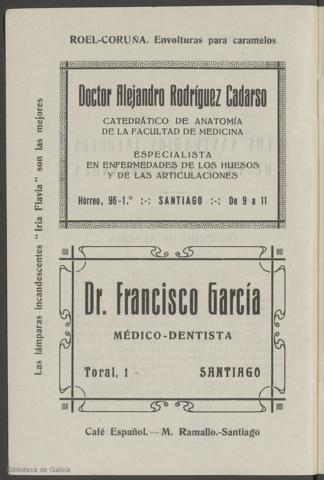 ROEL-CORUÑA. Envolturas para caramelos
Las lámparas incandescentes "Iria Flavia" son las mejores
Doctor Alejandro Rodríguez Cadarso
CATEDRÁTICO DE ANATOMÍA
DE LA FACULTAD DE MEDICINA
ESPECIALISTA
EN ENFERMEDADES DE LOS HUESOS
Y DE LAS ARTICULACIONES
Hórreo, 96-1.° :-: SANTIAGO :-: De 9 a 11
Dr. Francisco García
MÉDICO-DENTISTA
Toral, 1 SANTIAGO
Café Español.—M. Ramallo.-Santiago
Biblioteca de Galicia